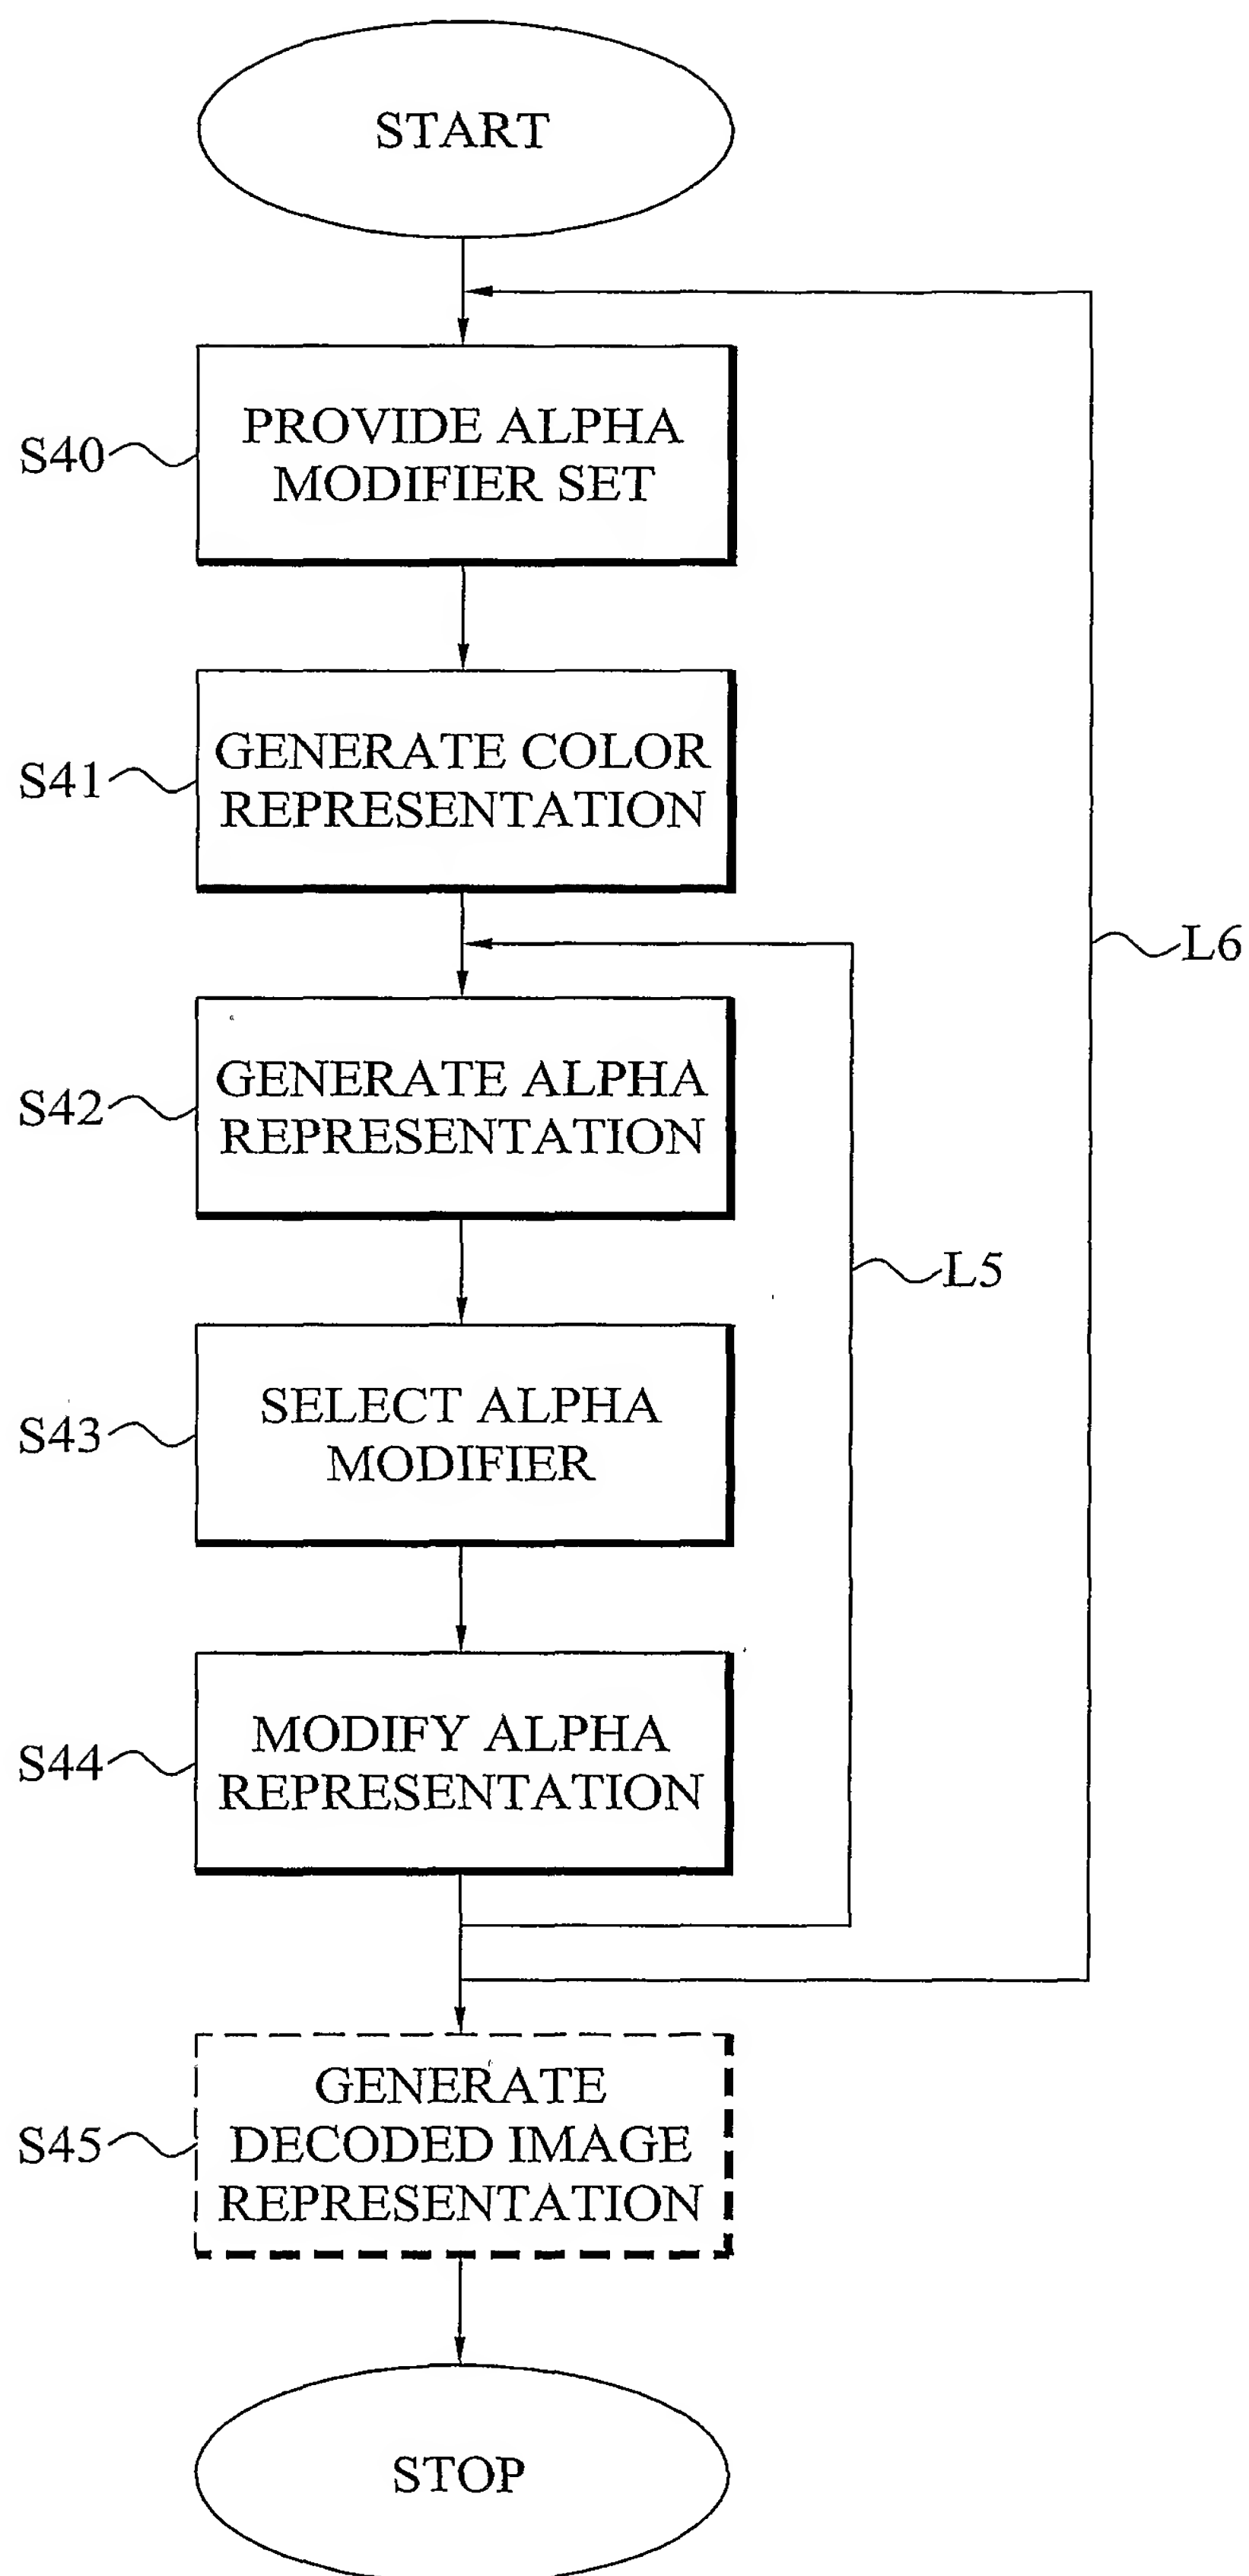 START
S40
PROVIDE ALPHA
MODIFIER SET
S41
GENERATE COLOR
REPRESENTATION
L6
S42
GENERATE ALPHA
REPRESENTATION
L5
S43
SELECT ALPHA
MODIFIER
S44
MODIFY ALPHA
REPRESENTATION
S45
GENERATE
DECODED IMAGE
REPRESENTATION
STOP